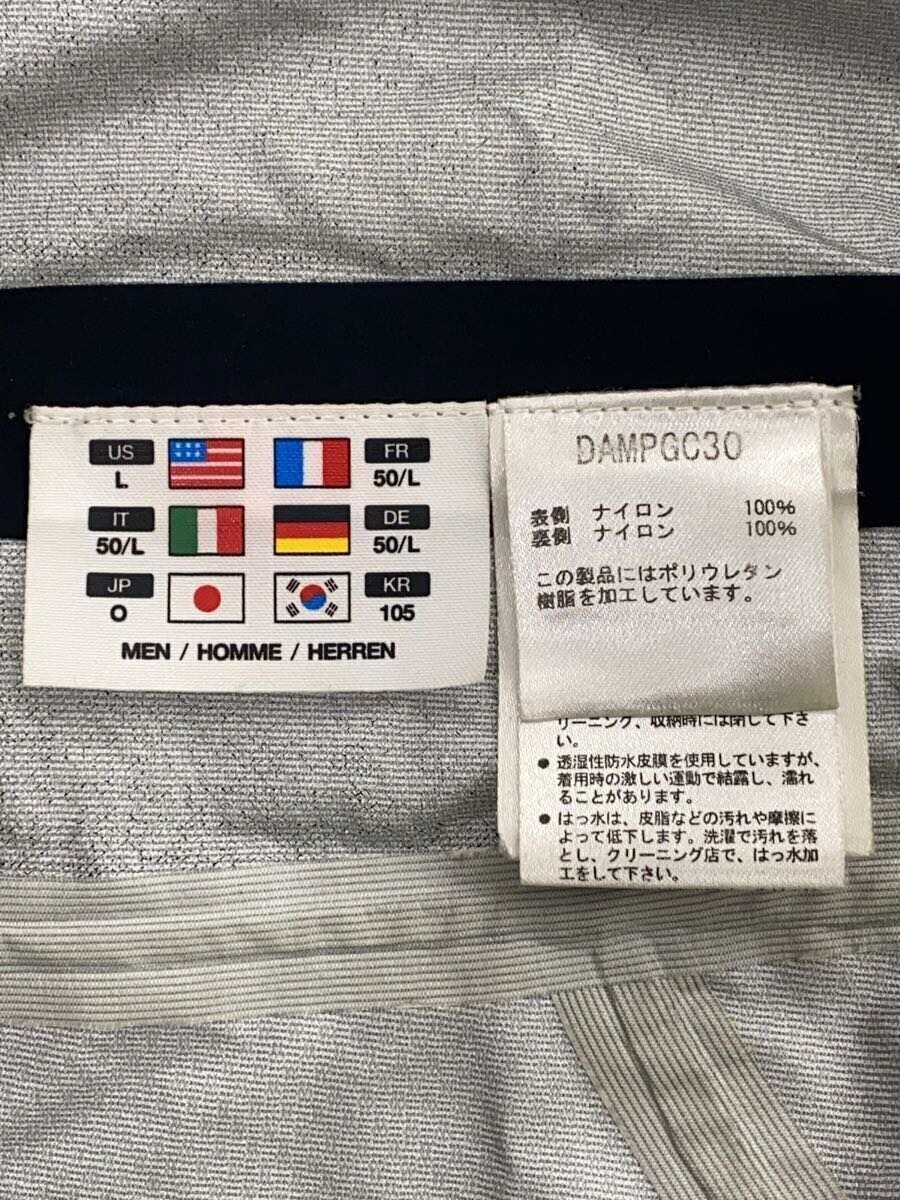 US
L
FR
50/L
IT
50/L
DE
50/L
JP
O
KR
105
MEN / HOMME / HERREN
DAMPGC30
表側 ナイロン 100%
裏側 ナイロン 100%
この製品にはポリウレタン
樹脂を加工しています。
リーニング、収納時には閉して下さ
い。
● 透湿性防水皮膜を使用していますが、
着用時の激しい運動で結露し、濡れ
ることがあります。
● はっ水は、皮脂などの汚れや摩擦に
よって低下します。洗濯で汚れを落
とし、クリーニング店で、はっ水加
工をして下さい。